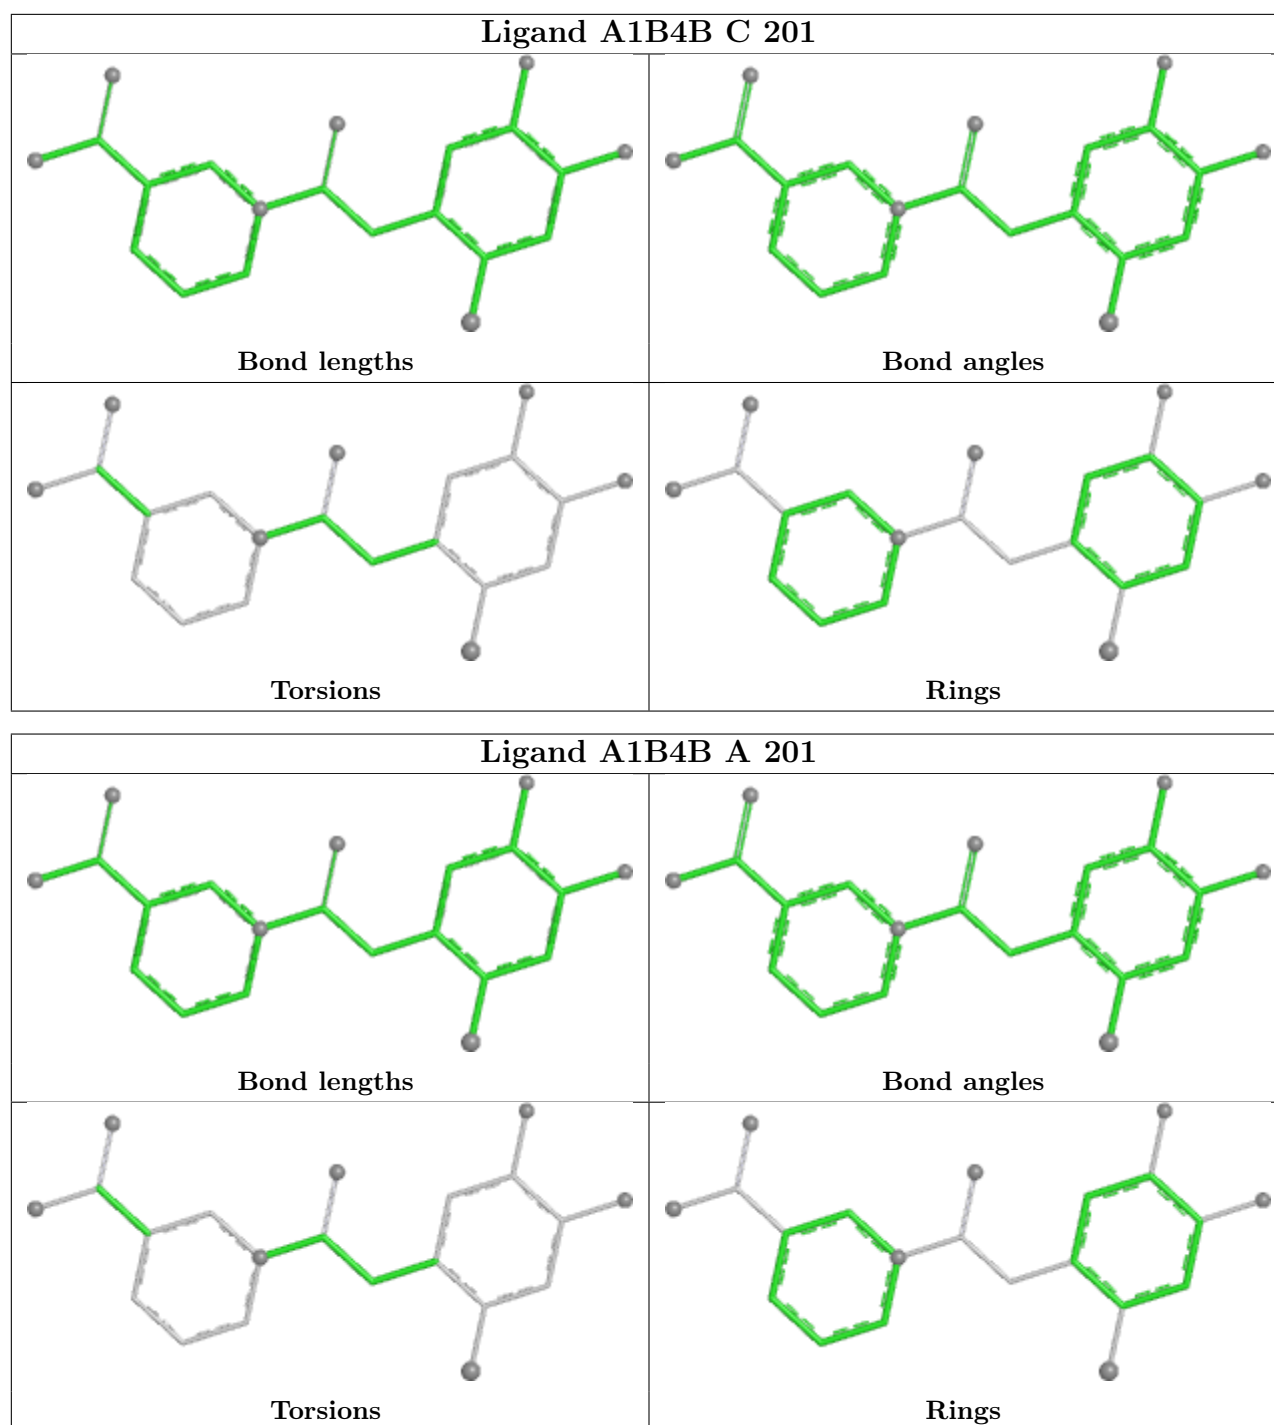 Ligand A1B4B C 201
Bond lengths
Bond angles
Torsions
Rings
Ligand A1B4B A 201
Bond lengths
Bond angles
Torsions
Rings